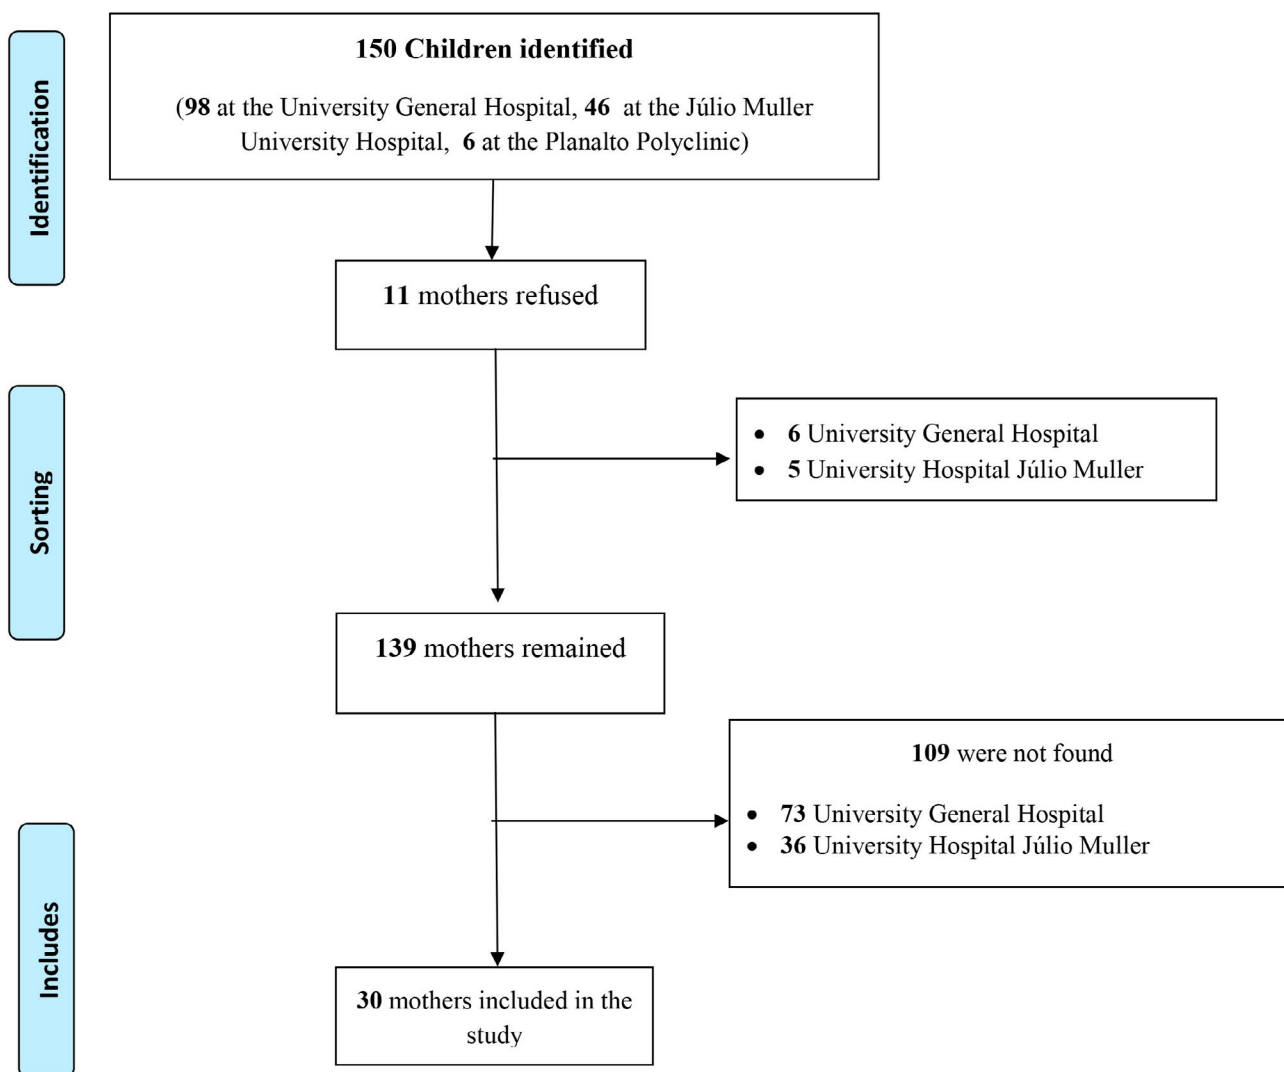 Identification
150 Children identified
(98 at the University General Hospital, 46 at the Júlio Muller
University Hospital, 6 at the Planalto Polyclinic)
11 mothers refused
Sorting
• 6 University General Hospital
• 5 University Hospital Júlio Muller
139 mothers remained
109 were not found
• 73 University General Hospital
• 36 University Hospital Júlio Muller
Includes
30 mothers included in the
study